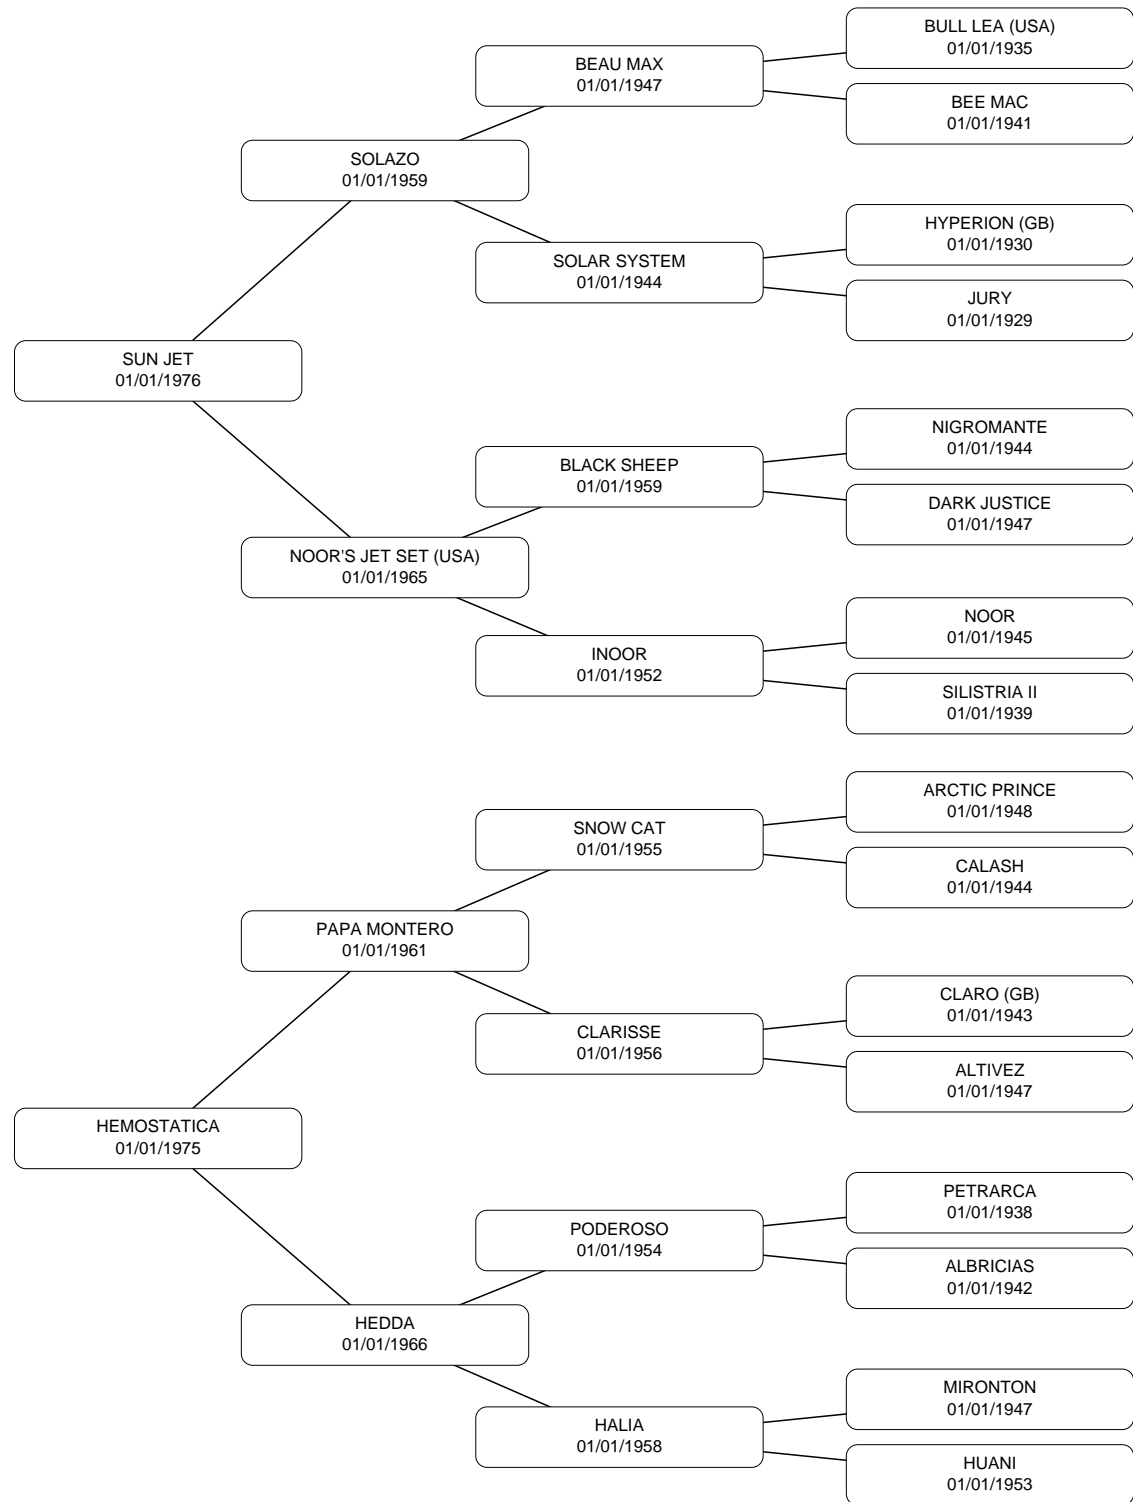 BULL LEA (USA)
01/01/1935
BEAU MAX
01/01/1947
BEE MAC
01/01/1941
SOLAZO
01/01/1959
HYPERION (GB)
01/01/1930
SOLAR SYSTEM
01/01/1944
JURY
01/01/1929
SUN JET
01/01/1976
NIGROMANTE
01/01/1944
BLACK SHEEP
01/01/1959
DARK JUSTICE
01/01/1947
NOOR'S JET SET (USA)
01/01/1965
NOOR
01/01/1945
INOOR
01/01/1952
SILISTRIA II
01/01/1939
ARCTIC PRINCE
01/01/1948
SNOW CAT
01/01/1955
CALASH
01/01/1944
PAPA MONTERO
01/01/1961
CLARO (GB)
01/01/1943
CLARISSE
01/01/1956
ALTIVEZ
01/01/1947
HEMOSTATICA
01/01/1975
PETRARCA
01/01/1938
PODEROSO
01/01/1954
ALBRICIAS
01/01/1942
HEDDA
01/01/1966
MIRONTON
01/01/1947
HALIA
01/01/1958
HUANI
01/01/1953